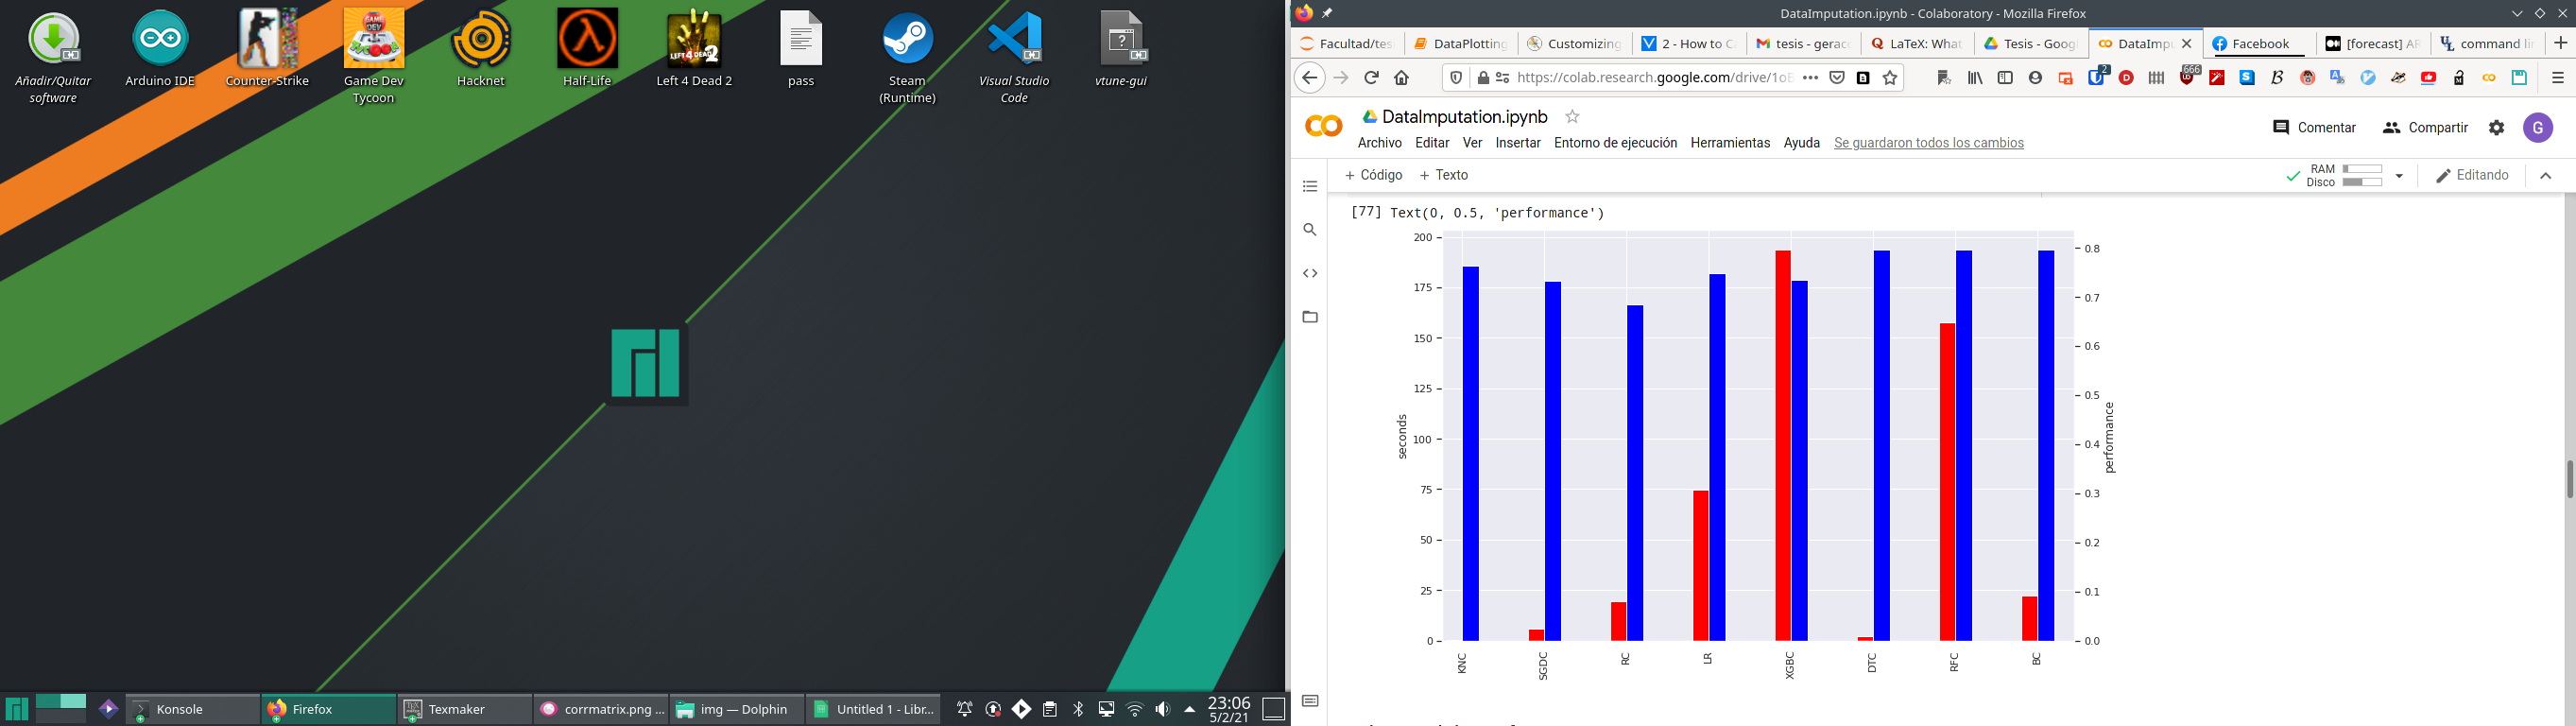 Añadir/Quitar software
Arduino IDE
Counter-Strike
Game Dev Tycoon
Hacknet
Half-Life
Left 4 Dead 2
pass
Steam (Runtime)
Visual Studio Code
vtune-gui
Konsole
Firefox
Texmaker
corrmatrix.png ...
img — Dolphin
Untitled 1 - Libr...
23:06
5/2/21
DataImputation.ipynb - Colaboratory - Mozilla Firefox
Facultad/tes
DataPlotting
Customizing
2 - How to C
M tesis - gerac
LaTeX: What
Tesis - Goog
DataImpu
Facebook
[forecast] AR
command lin
https://colab.research.google.com/drive/1oB
2
666
DataImputation.ipynb
Archivo Editar Ver Insertar Entorno de ejecución Herramientas Ayuda Se guardaron todos los cambios
Comentar
Compartir
G
+ Código + Texto
RAM
Disco
Editando
[77] Text(0, 0.5, 'performance')
200
175
150
125
100
75
50
25
0
seconds
0.8
0.7
0.6
0.5
0.4
0.3
0.2
0.1
0.0
performance
KNC
SGDC
RC
LR
XGBC
DTC
RFC
BC